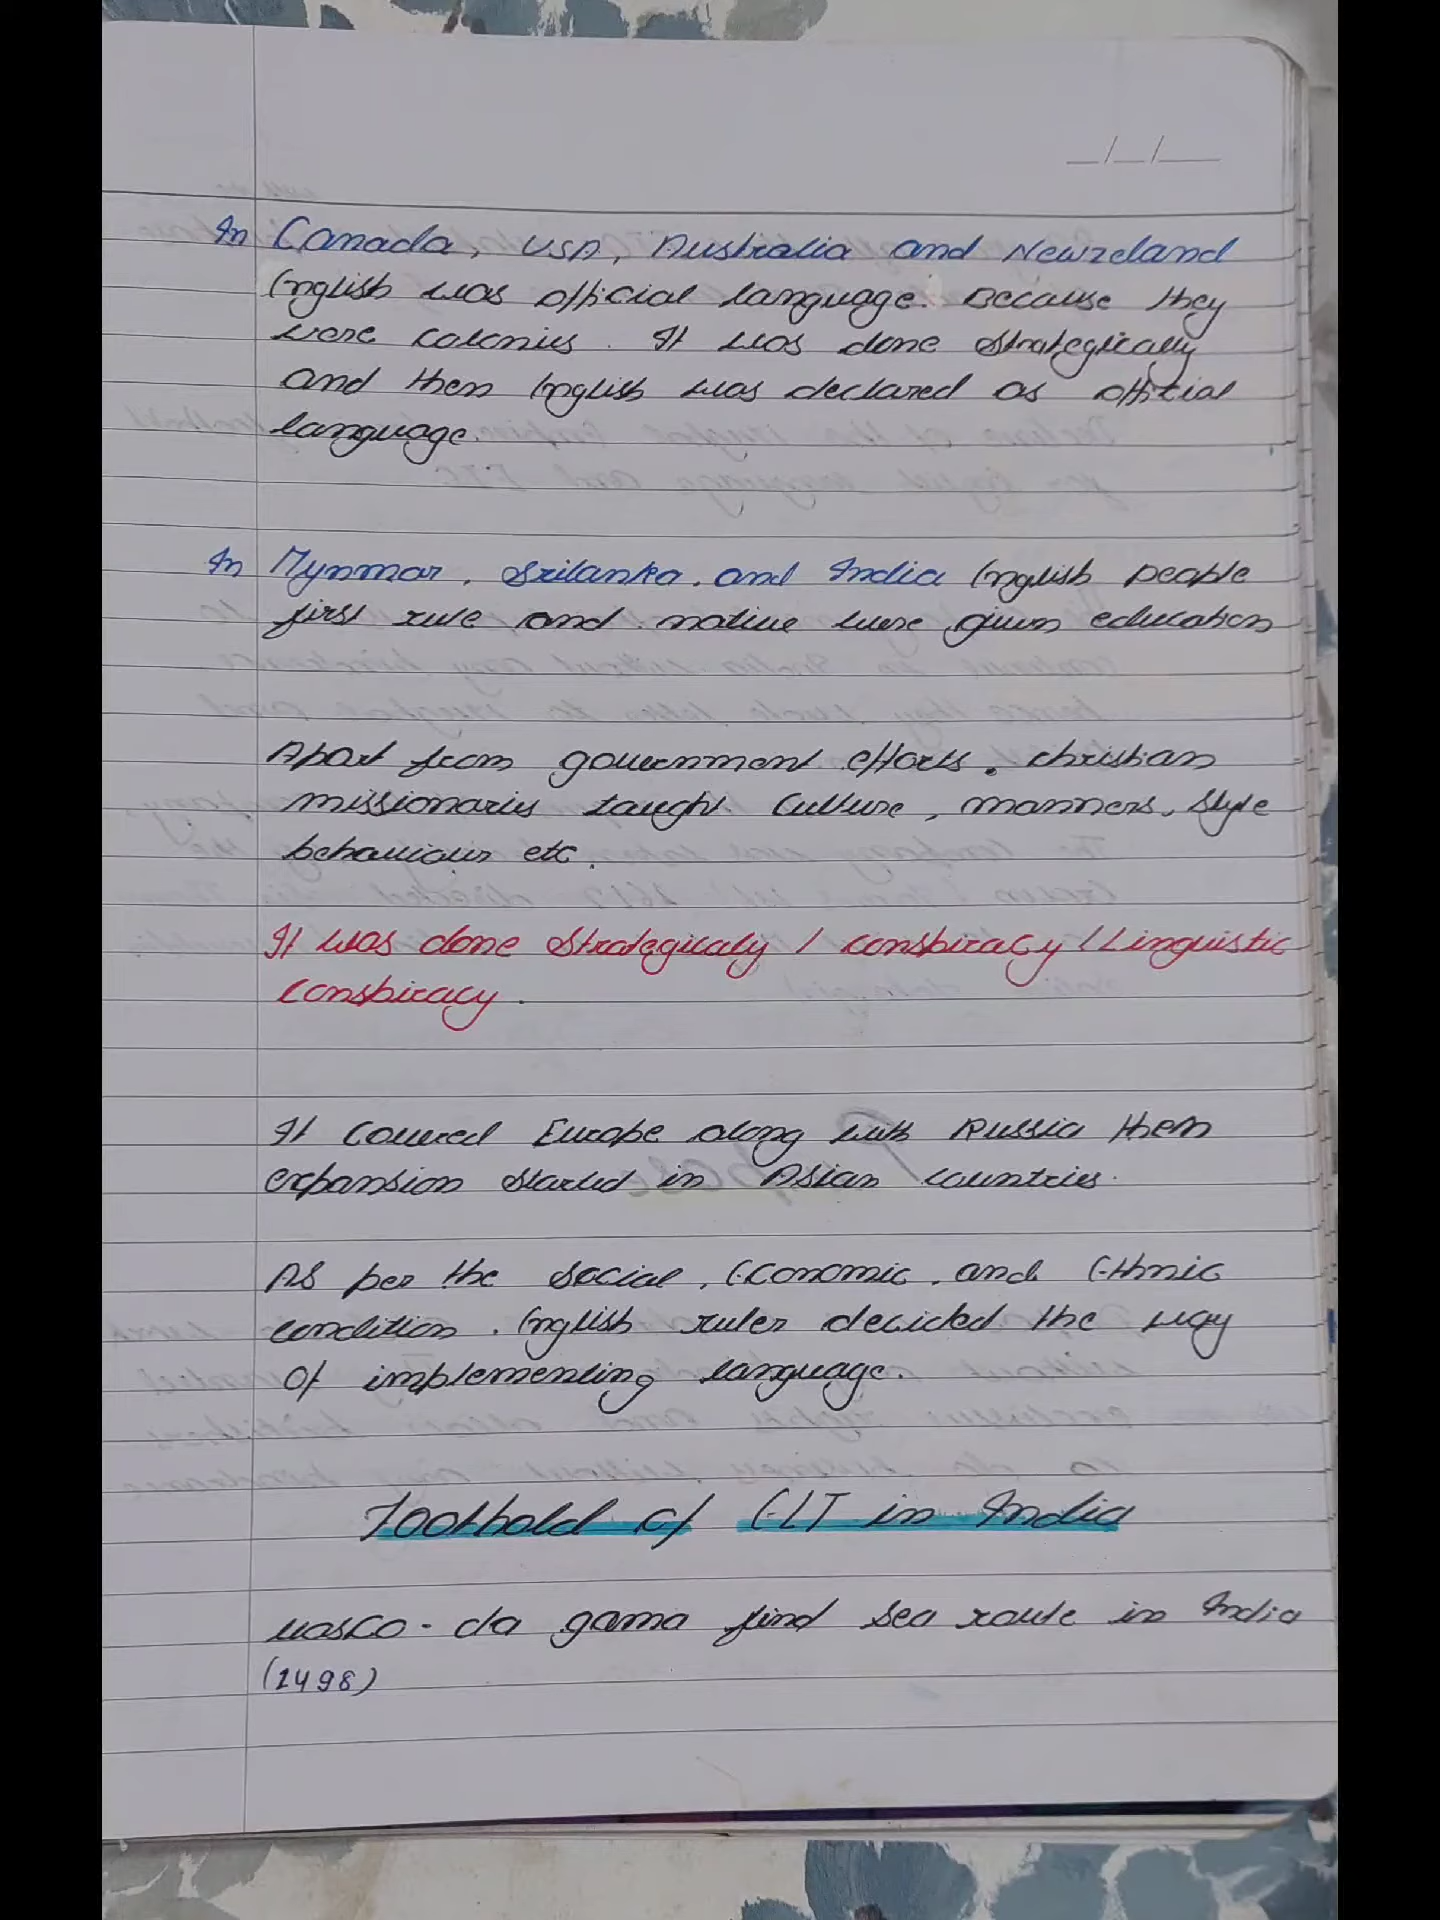 In Canada, USA, Australia and Newzeland
English was official language. Because they
were colonies. It was done strategically
and then English was declared as official
language.
In Mynmar, Srilanka, and India English people
first rule and native were given education
Apart from government efforts, christian
missionaries taught Culture, manners, style
behaviour etc.
It was done Strategicaly / conspiracy / Linguistic
conspiracy.
It Covered Europe along with Russia then
expansion started in Asian countries.
As per the social, Economic, and Ethnic
condition, English ruler decided the way
of implementing language.
Foothold of ELT in India
vasco-da gama find sea route in India
(1498)